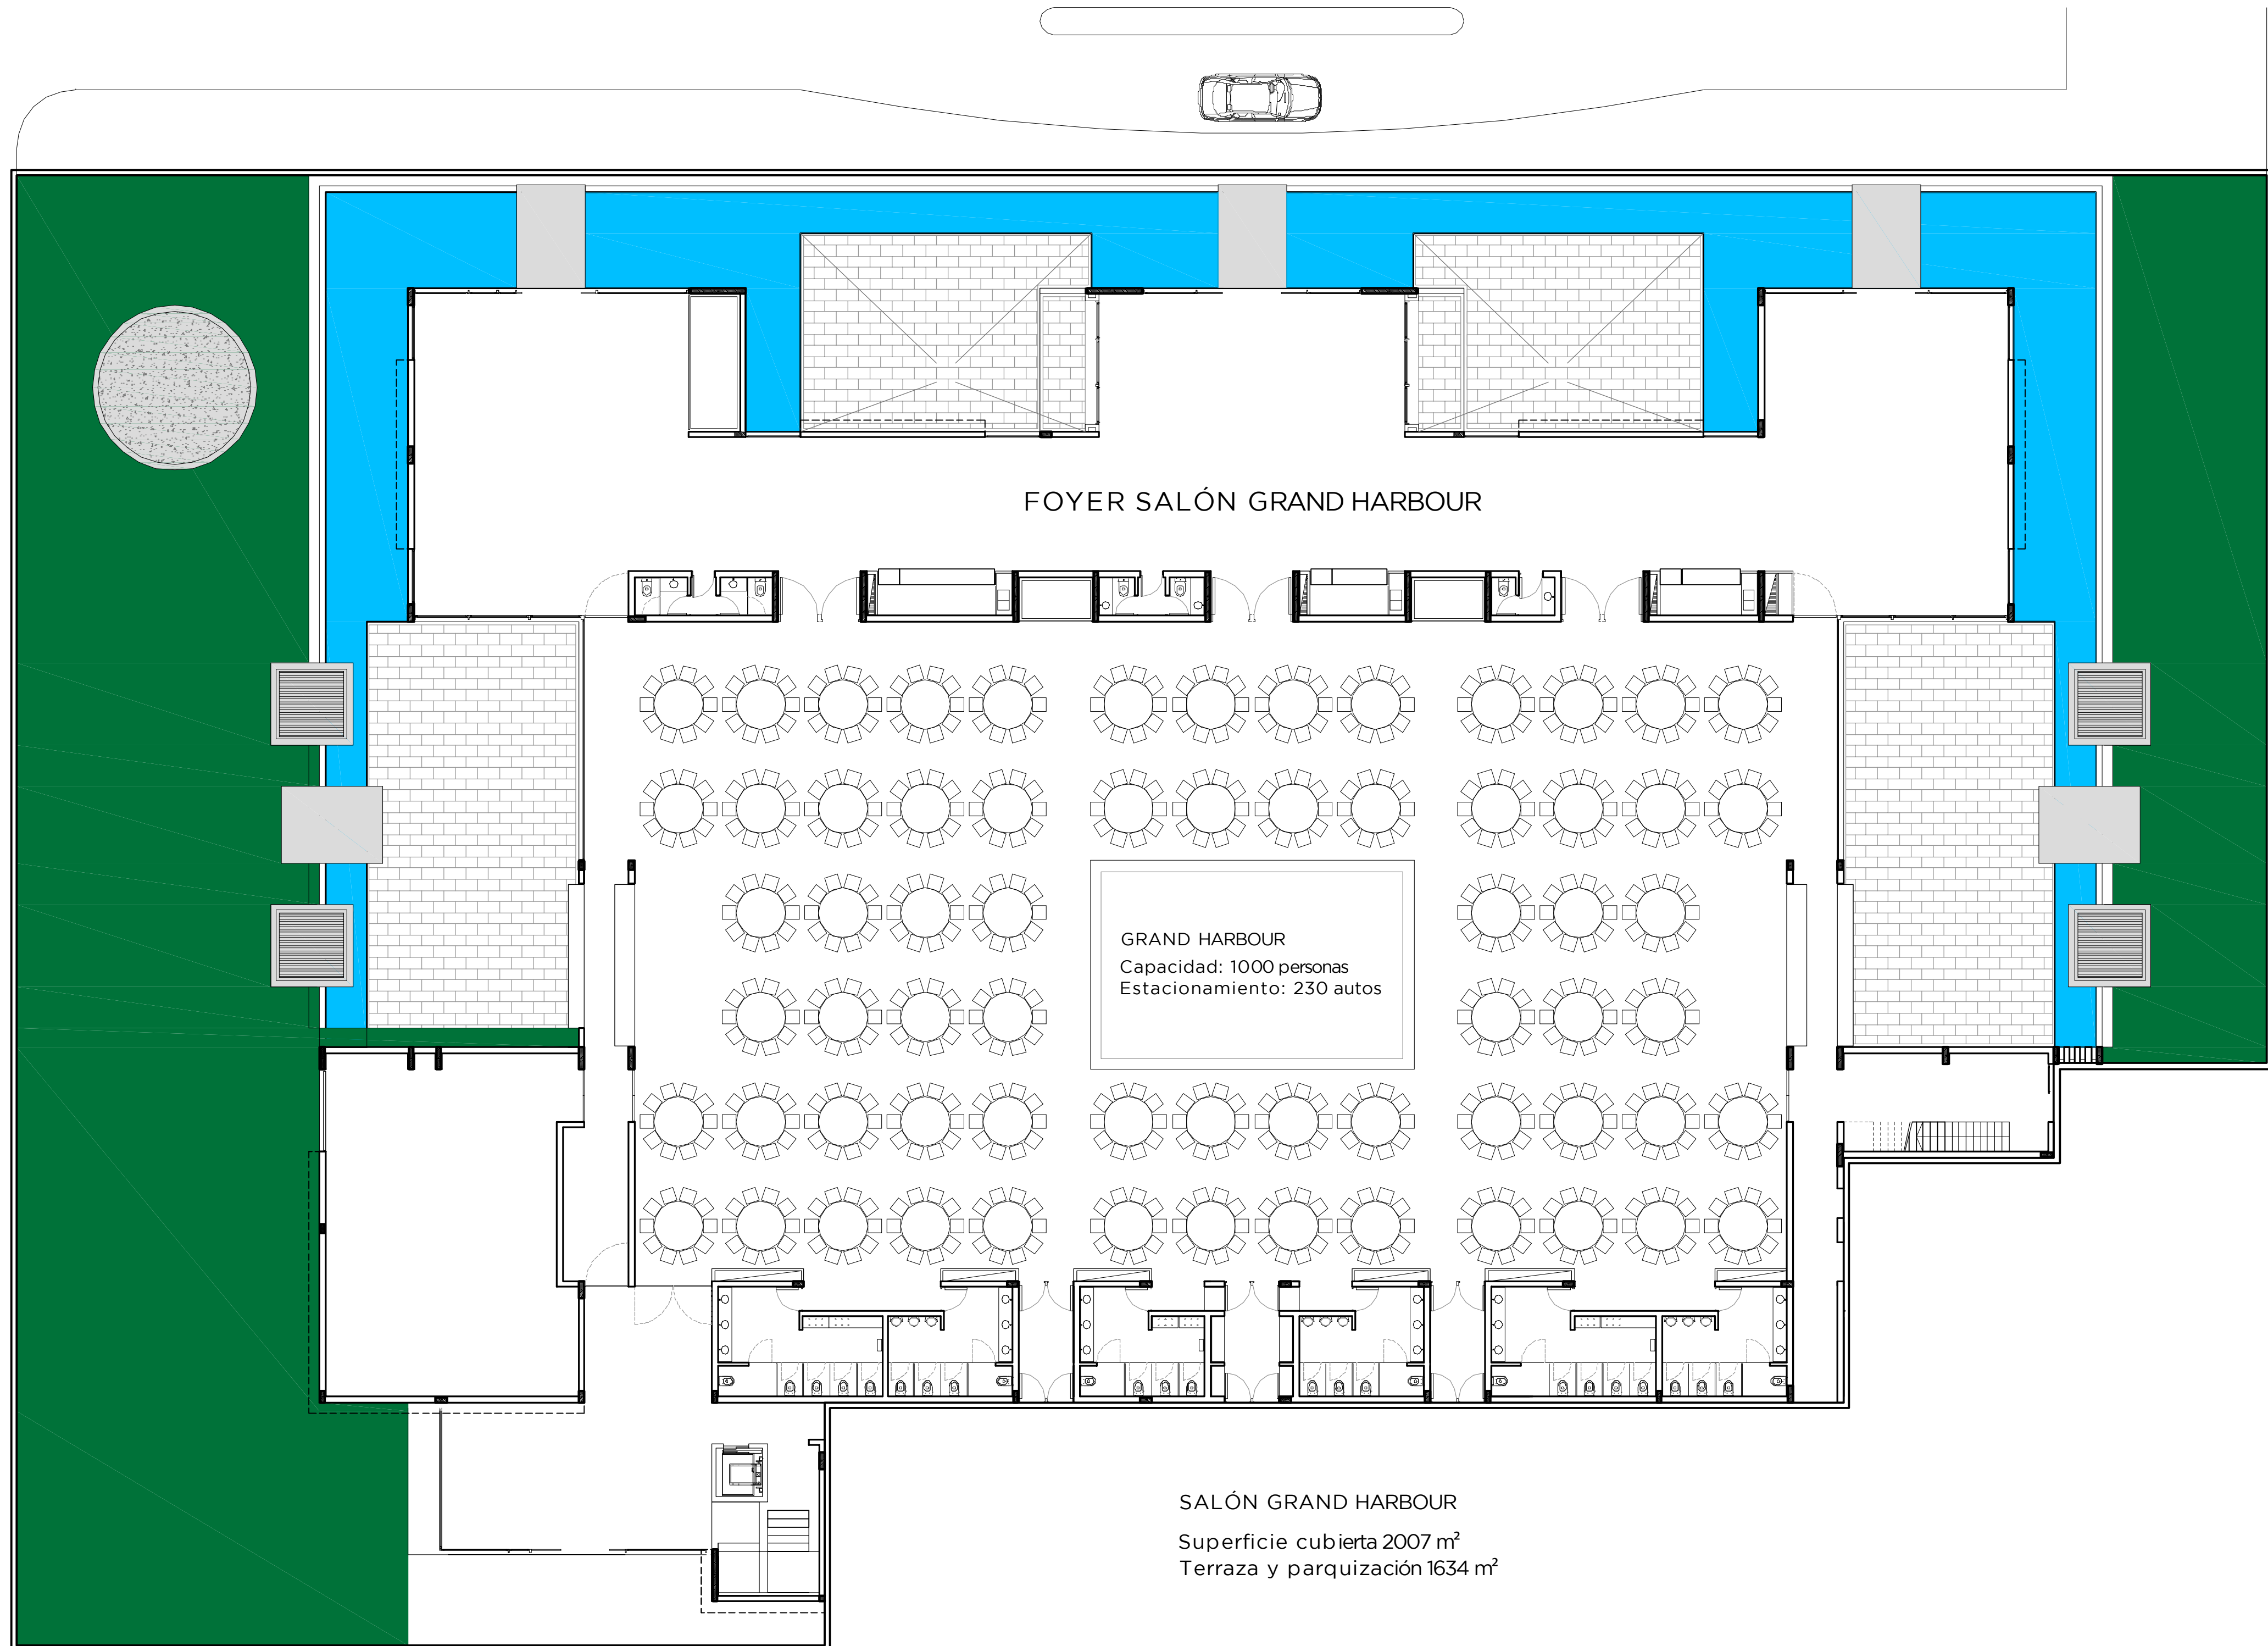 FOYER SALÓN GRAND HARBOUR
GRAND HARBOUR
Capacidad: 1000 personas
Estacionamiento: 230 autos
SALÓN GRAND HARBOUR
Superficie cubierta 2007 m²
Terraza y parquización 1634 m²